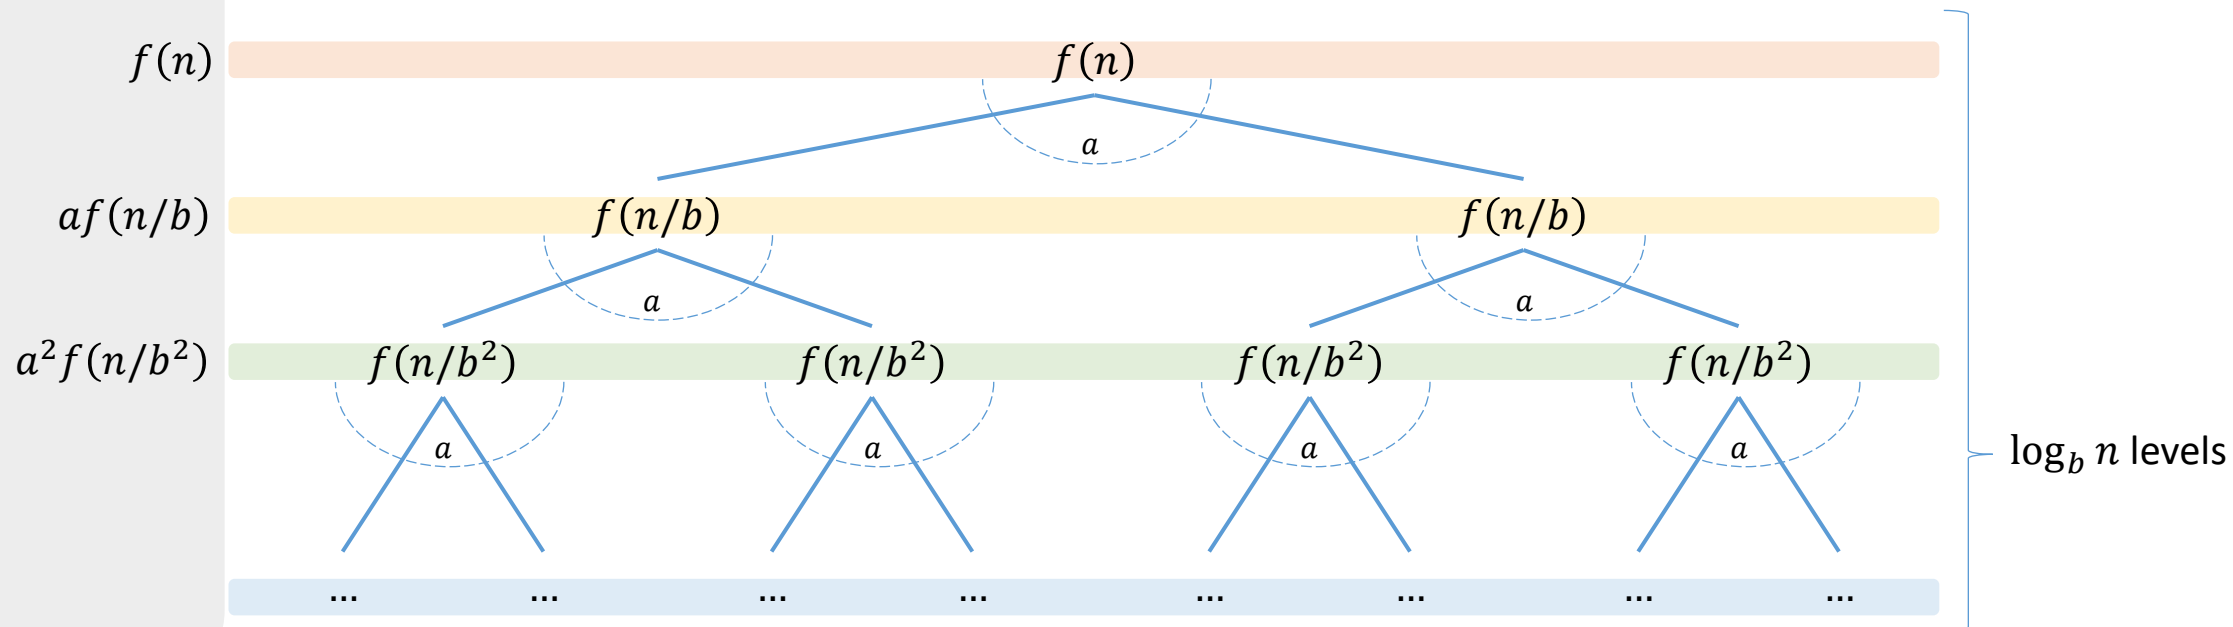 f(n) f(n)
a
af(n/b) f(n/b) f(n/b)
a a
a²f(n/b²) f(n/b²) f(n/b²) f(n/b²) f(n/b²)
a a a a
log_b n levels
... ... ... ... ... ... ... ...